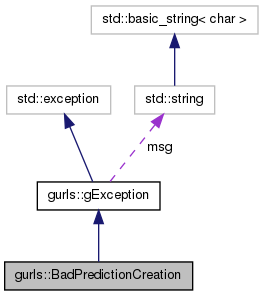 std::basic_string< char >
std::exception
std::string
msg
gurls::gException
gurls::BadPredictionCreation